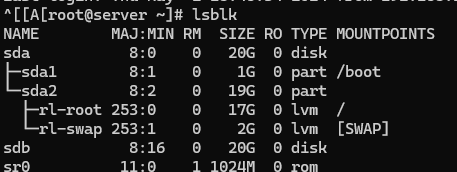 ^[[A[root@server ~]# lsblk
NAME        MAJ:MIN RM  SIZE RO TYPE MOUNTPOINTS
sda           8:0    0   20G  0 disk
├─sda1        8:1    0    1G  0 part /boot
└─sda2        8:2    0   19G  0 part
  ├─rl-root 253:0    0   17G  0 lvm  /
  └─rl-swap 253:1    0    2G  0 lvm  [SWAP]
sdb           8:16   0   20G  0 disk
sr0          11:0    1 1024M  0 rom